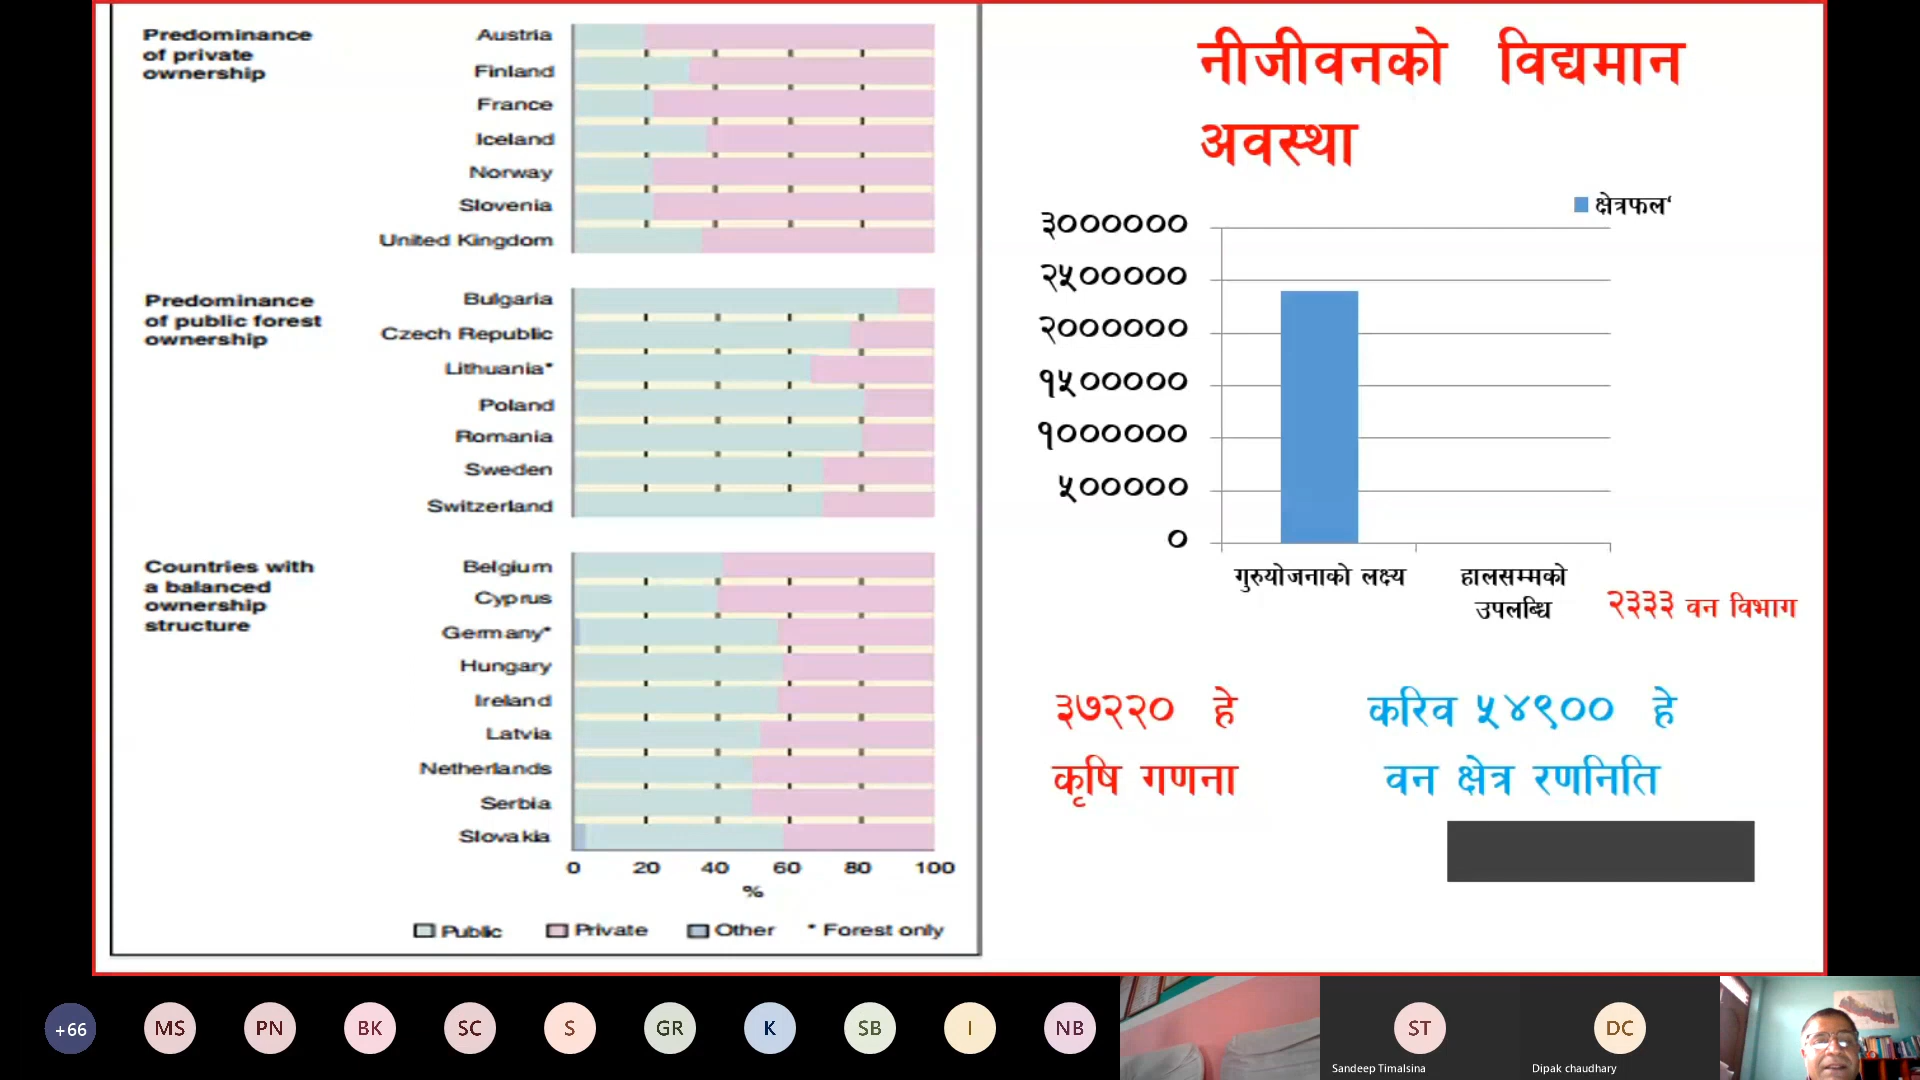 Predominance
of private
ownership
Austria
Finland
France
Iceland
Norway
Slovenia
United Kingdom
Predominance
of public forest
ownership
Bulgaria
Czech Republic
Lithuania*
Poland
Romania
Sweden
Switzerland
Countries with
a balanced
ownership
structure
Belgium
Cyprus
Germany*
Hungary
Ireland
Latvia
Netherlands
Serbia
Slovakia
0 20 40 60 80 100
%
Public Private Other * Forest only
नीजीवनको विद्यमान
अवस्था
क्षेत्रफल‘
३००००००
२५०००००
२००००००
१५०००००
१००००००
५०००००
०
गुरुयोजनाको लक्ष्य
हालसम्मको
उपलब्धि
२३३३ वन विभाग
३७२२० हे
कृषि गणना
करिव ५४९०० हे
वन क्षेत्र रणनिति
+66 MS PN BK SC S GR K SB I NB ST DC
Sandeep Timalsina
Dipak chaudhary